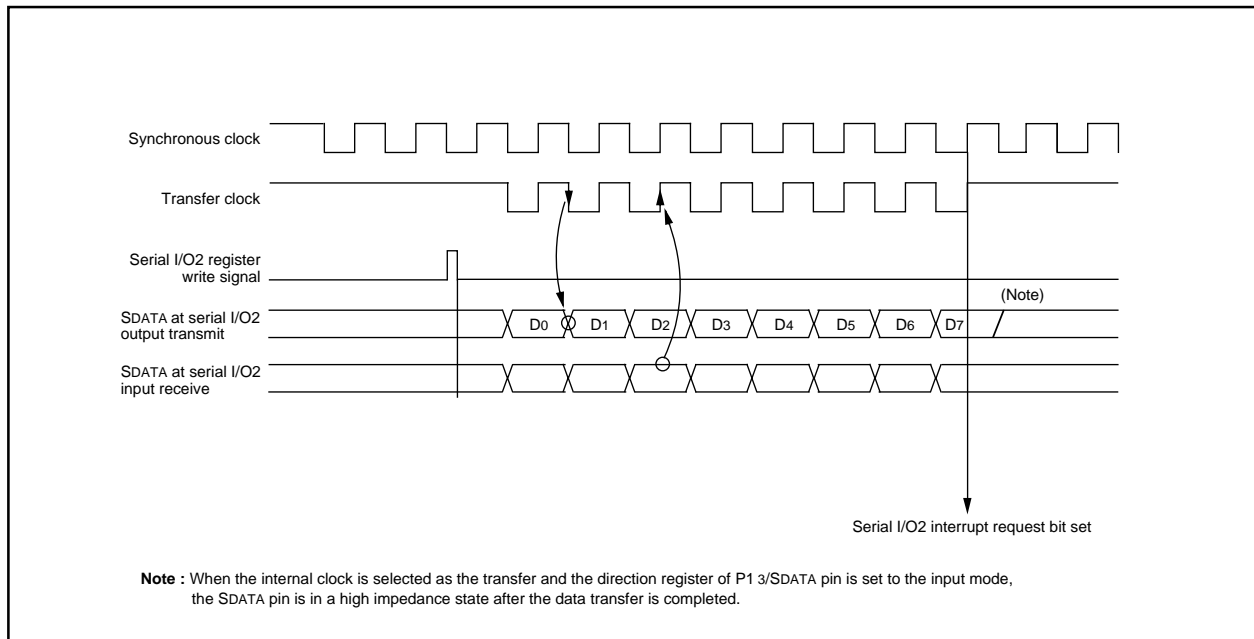 Synchronous clock
Transfer clock
Serial I/O2 register
write signal
(Note)
SDATA at serial I/O2
output transmit
D0 D1 D2 D3 D4 D5 D6 D7
SDATA at serial I/O2
input receive
Serial I/O2 interrupt request bit set
Note : When the internal clock is selected as the transfer and the direction register of P1 3/SDATA pin is set to the input mode,
the SDATA pin is in a high impedance state after the data transfer is completed.